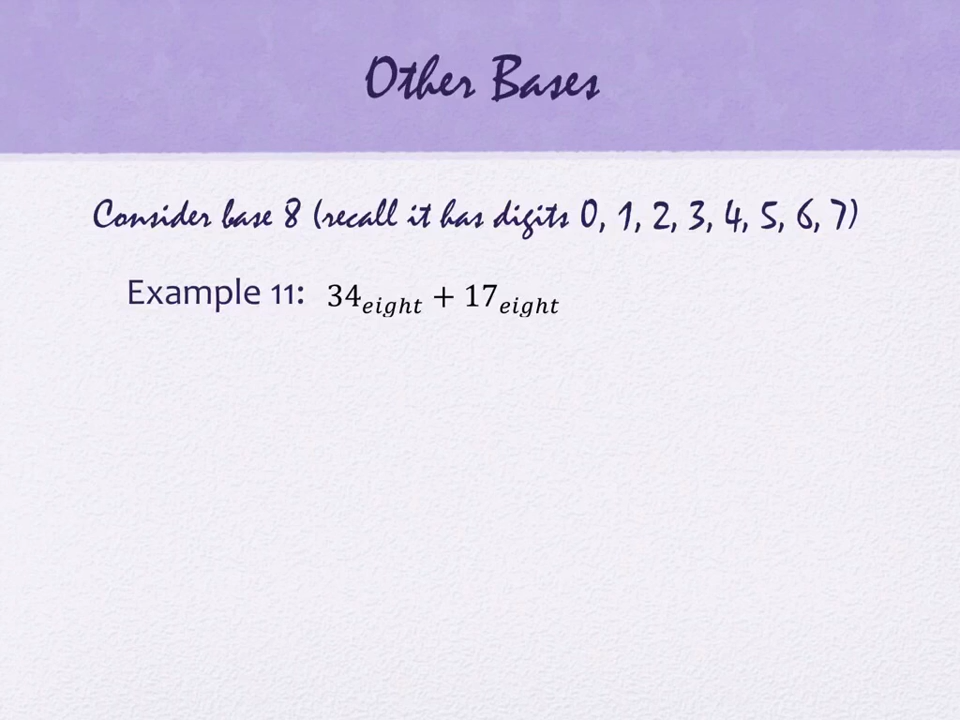 Other Bases
Consider base 8 (recall it has digits 0, 1, 2, 3, 4, 5, 6, 7)
Example 11: 34eight + 17eight